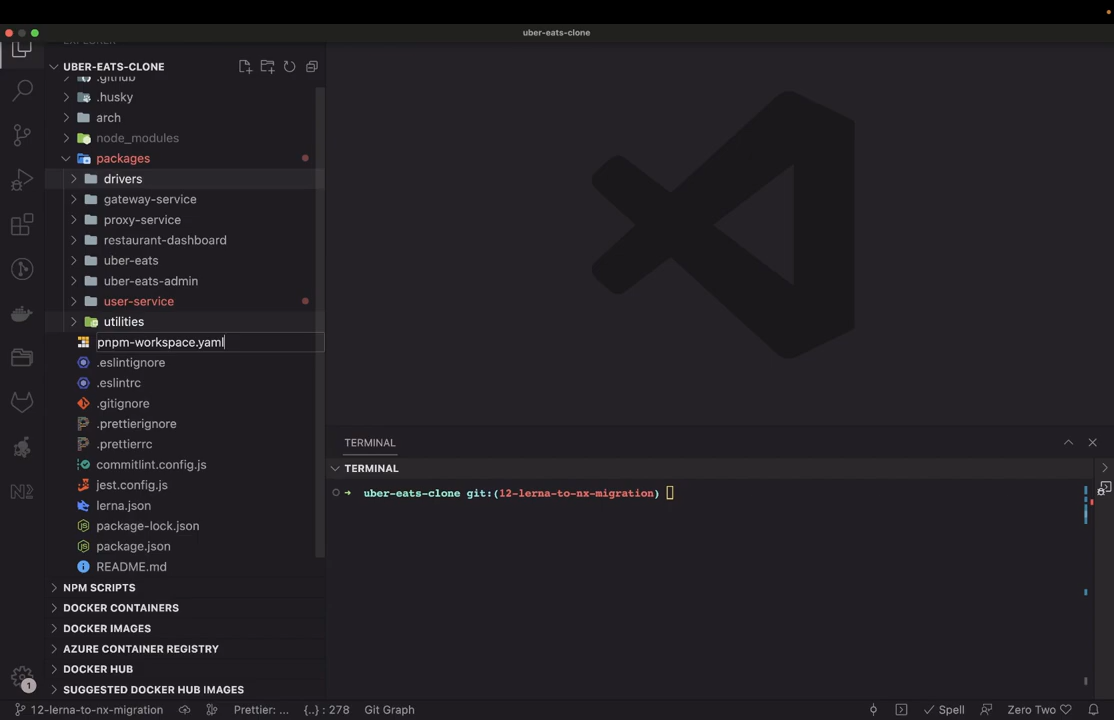 uber-eats-clone
UBER-EATS-CLONE
.github
.husky
arch
node_modules
packages
drivers
gateway-service
proxy-service
restaurant-dashboard
uber-eats
uber-eats-admin
user-service
utilities
pnpm-workspace.yaml
.eslintignore
.eslintrc
.gitignore
.prettierignore
.prettierrc
commitlint.config.js
jest.config.js
lerna.json
package-lock.json
package.json
README.md
NPM SCRIPTS
DOCKER CONTAINERS
DOCKER IMAGES
AZURE CONTAINER REGISTRY
DOCKER HUB
SUGGESTED DOCKER HUB IMAGES
TERMINAL
TERMINAL
uber-eats-clone git:(12-lerna-to-nx-migration)
1
12-lerna-to-nx-migration Prettier: ... {..} : 278 Git Graph Spell Zero Two